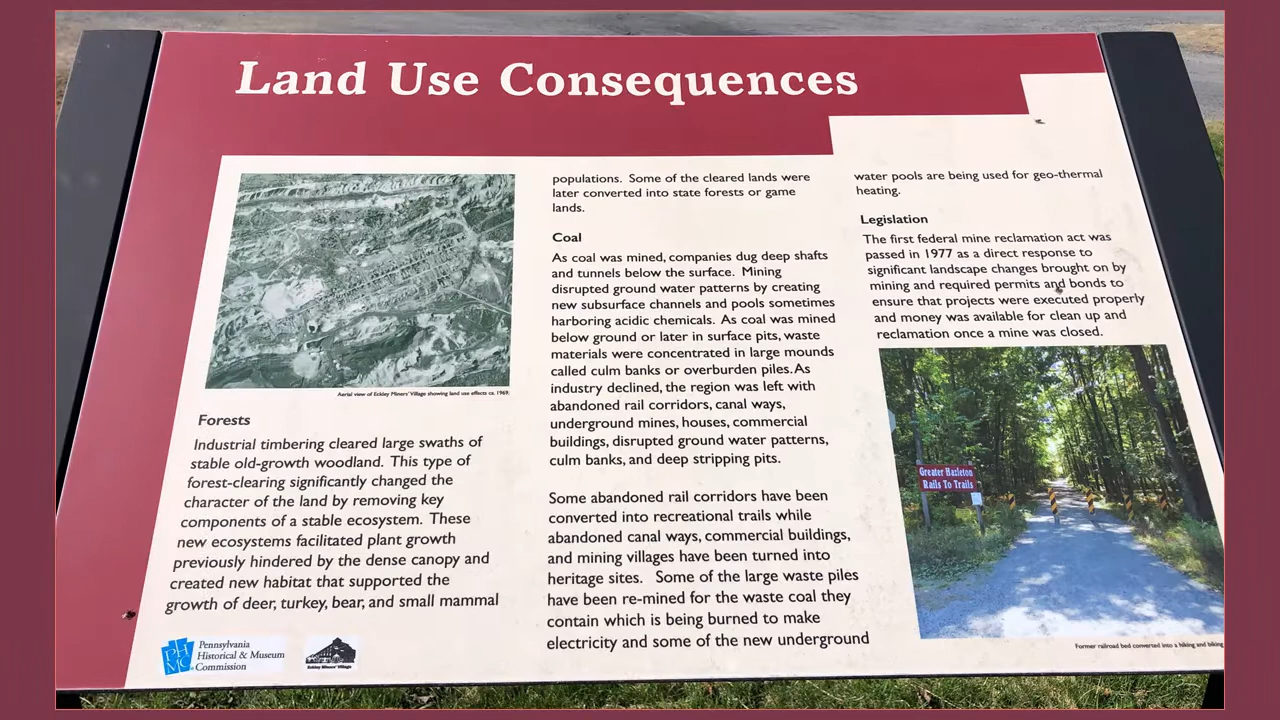 Land Use Consequences
Aerial view of Eckley Miners' Village showing land use effects ca. 1969.
Forests
Industrial timbering cleared large swaths of
stable old-growth woodland. This type of
forest-clearing significantly changed the
character of the land by removing key
components of a stable ecosystem. These
new ecosystems facilitated plant growth
previously hindered by the dense canopy and
created new habitat that supported the
growth of deer, turkey, bear, and small mammal
PHMC
Pennsylvania
Historical & Museum
Commission
Eckley Miners' Village
populations. Some of the cleared lands were
later converted into state forests or game
lands.
Coal
As coal was mined, companies dug deep shafts
and tunnels below the surface. Mining
disrupted ground water patterns by creating
new subsurface channels and pools sometimes
harboring acidic chemicals. As coal was mined
below ground or later in surface pits, waste
materials were concentrated in large mounds
called culm banks or overburden piles. As
industry declined, the region was left with
abandoned rail corridors, canal ways,
underground mines, houses, commercial
buildings, disrupted ground water patterns,
culm banks, and deep stripping pits.
Some abandoned rail corridors have been
converted into recreational trails while
abandoned canal ways, commercial buildings,
and mining villages have been turned into
heritage sites. Some of the large waste piles
have been re-mined for the waste coal they
contain which is being burned to make
electricity and some of the new underground
water pools are being used for geo-thermal
heating.
Legislation
The first federal mine reclamation act was
passed in 1977 as a direct response to
significant landscape changes brought on by
mining and required permits and bonds to
ensure that projects were executed properly
and money was available for clean up and
reclamation once a mine was closed.
Greater Hazleton
Rails To Trails
Former railroad bed converted into a hiking and biking